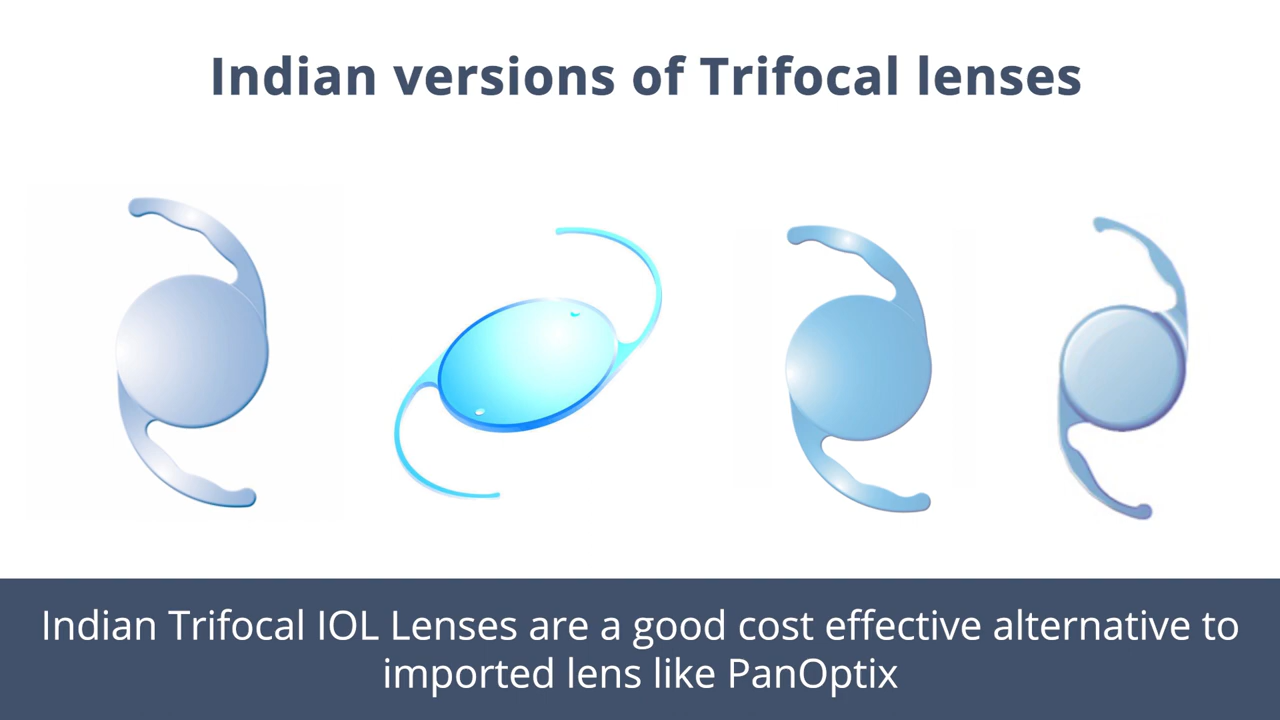 Indian versions of Trifocal lenses
Indian Trifocal IOL Lenses are a good cost effective alternative to
imported lens like PanOptix